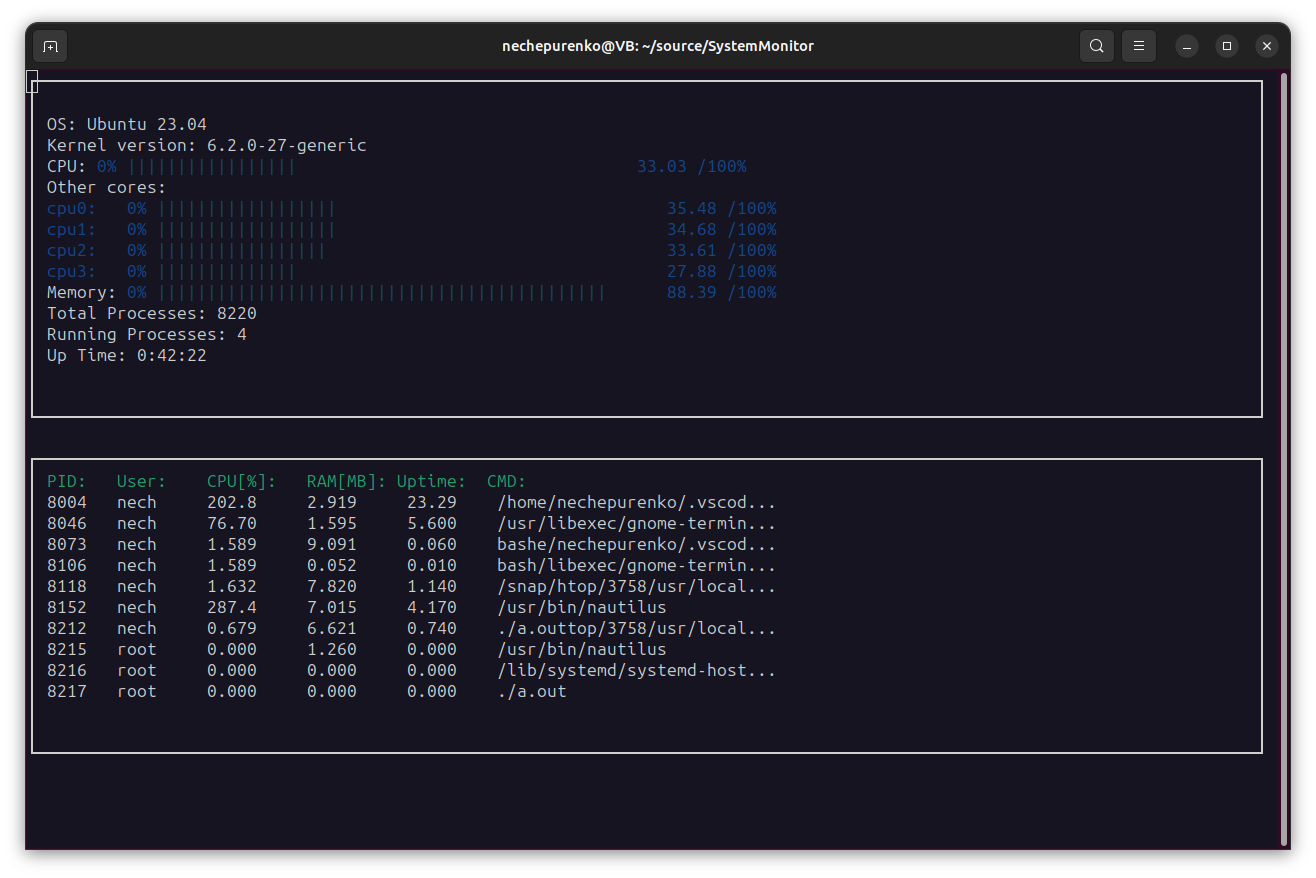 nechepurenko@VB: ~/source/SystemMonitor
OS: Ubuntu 23.04
Kernel version: 6.2.0-27-generic
CPU: 0% ||||||||||||||||| 33.03 /100%
Other cores:
cpu0: 0% |||||||||||||||||| 35.48 /100%
cpu1: 0% |||||||||||||||||| 34.68 /100%
cpu2: 0% ||||||||||||||||| 33.61 /100%
cpu3: 0% |||||||||||||| 27.88 /100%
Memory: 0% ||||||||||||||||||||||||||||||||||||||||||||| 88.39 /100%
Total Processes: 8220
Running Processes: 4
Up Time: 0:42:22
PID: User: CPU[%]: RAM[MB]: Uptime: CMD:
8004 nech 202.8 2.919 23.29 /home/nechepurenko/.vscod...
8046 nech 76.70 1.595 5.600 /usr/libexec/gnome-termin...
8073 nech 1.589 9.091 0.060 bashe/nechepurenko/.vscod...
8106 nech 1.589 0.052 0.010 bash/libexec/gnome-termin...
8118 nech 1.632 7.820 1.140 /snap/htop/3758/usr/local...
8152 nech 287.4 7.015 4.170 /usr/bin/nautilus
8212 nech 0.679 6.621 0.740 ./a.outtop/3758/usr/local...
8215 root 0.000 1.260 0.000 /usr/bin/nautilus
8216 root 0.000 0.000 0.000 /lib/systemd/systemd-host...
8217 root 0.000 0.000 0.000 ./a.out